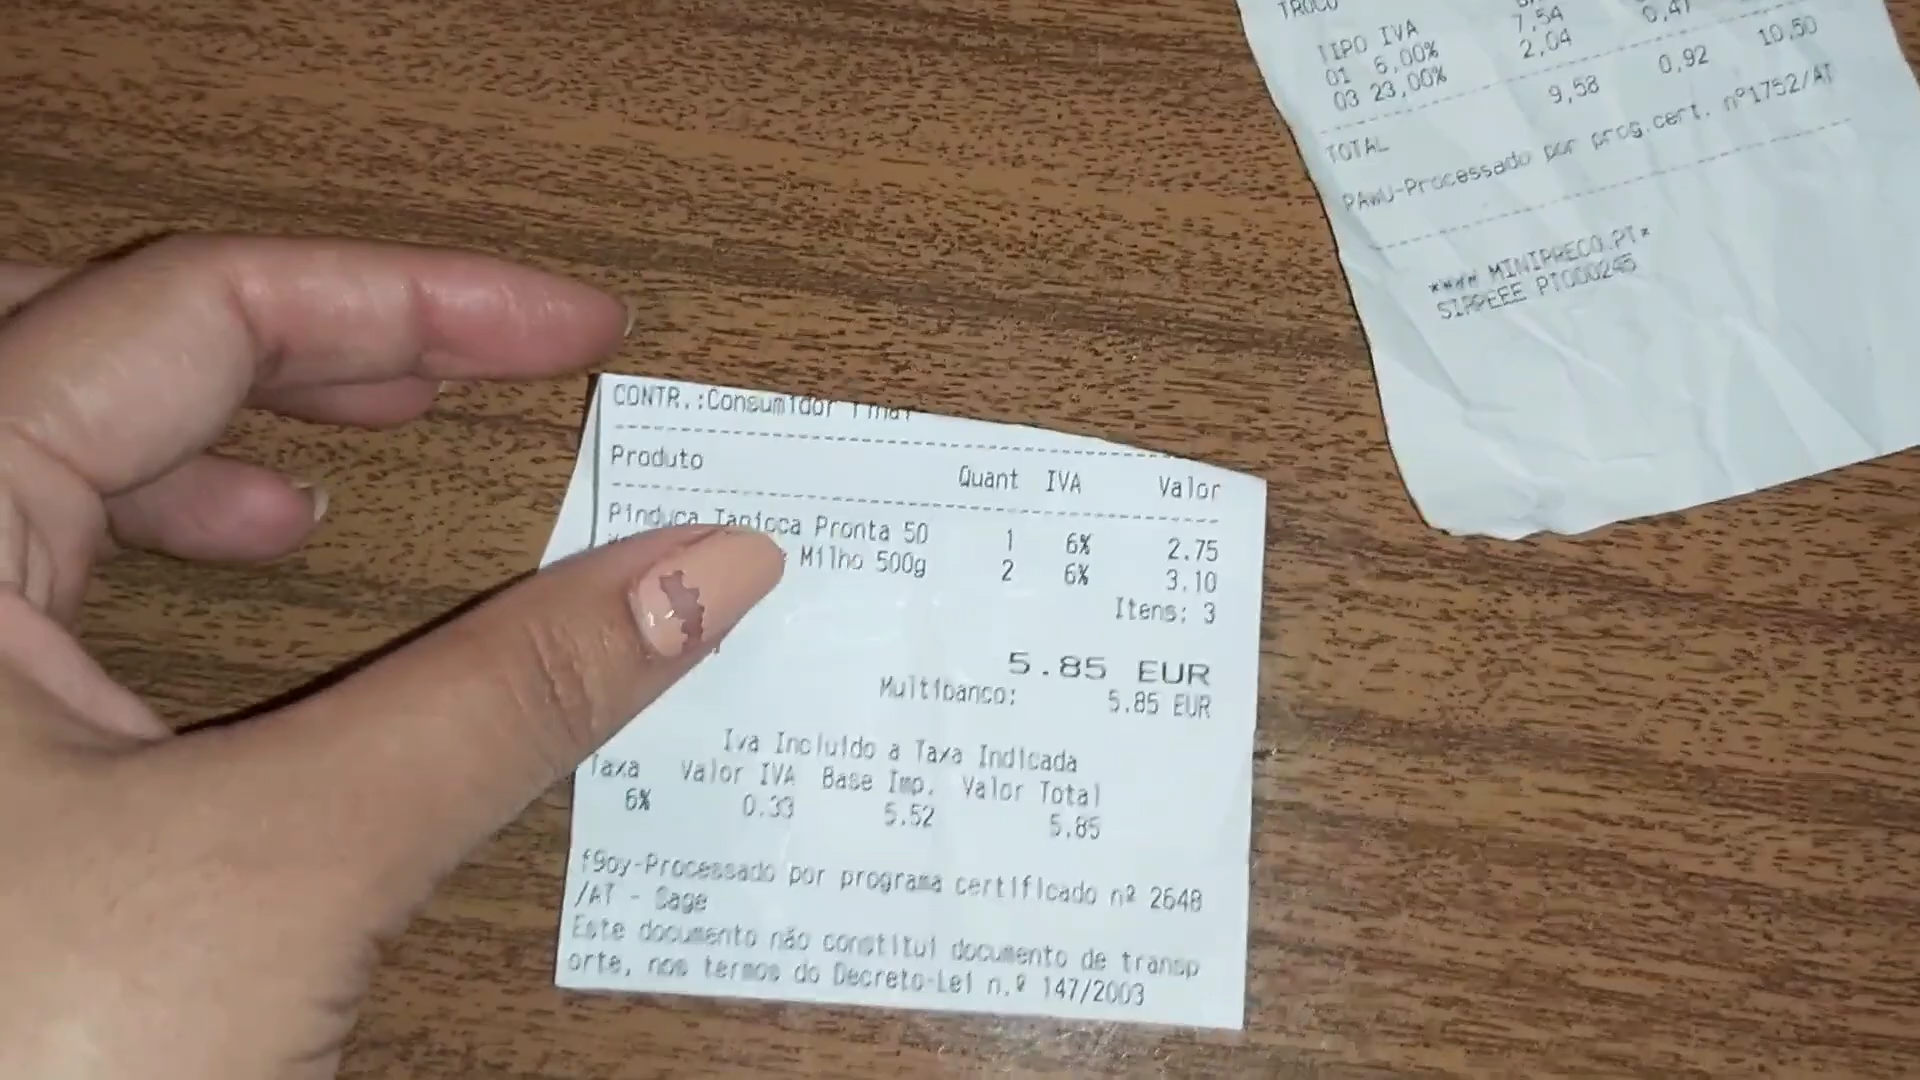 CONTR.:Consumidor final
Produto Quant IVA Valor
Pinduca Tapioca Pronta 50 1 6% 2.75
Milho 500g 2 6% 3.10
Itens: 3
5.85 EUR
Multibanco: 5.85 EUR
Iva Incluido a Taxa Indicada
Taxa Valor IVA Base Imp. Valor Total
6% 0.33 5.52 5.85
f9oy-Processado por programa certificado nº 2648
/AT - Sage
Este documento não constitui documento de transp
orte, nos termos do Decreto-Lei n.º 147/2003
TROCO
TIPO IVA
01 6,00% 7,54 0,47
03 23,00% 2,04
TOTAL 9,58 0,92 10,50
PAWU-Processado por prog.cert. nº1752/AT
**** MINIPRECO.PT*
SIRPEEE PT000245